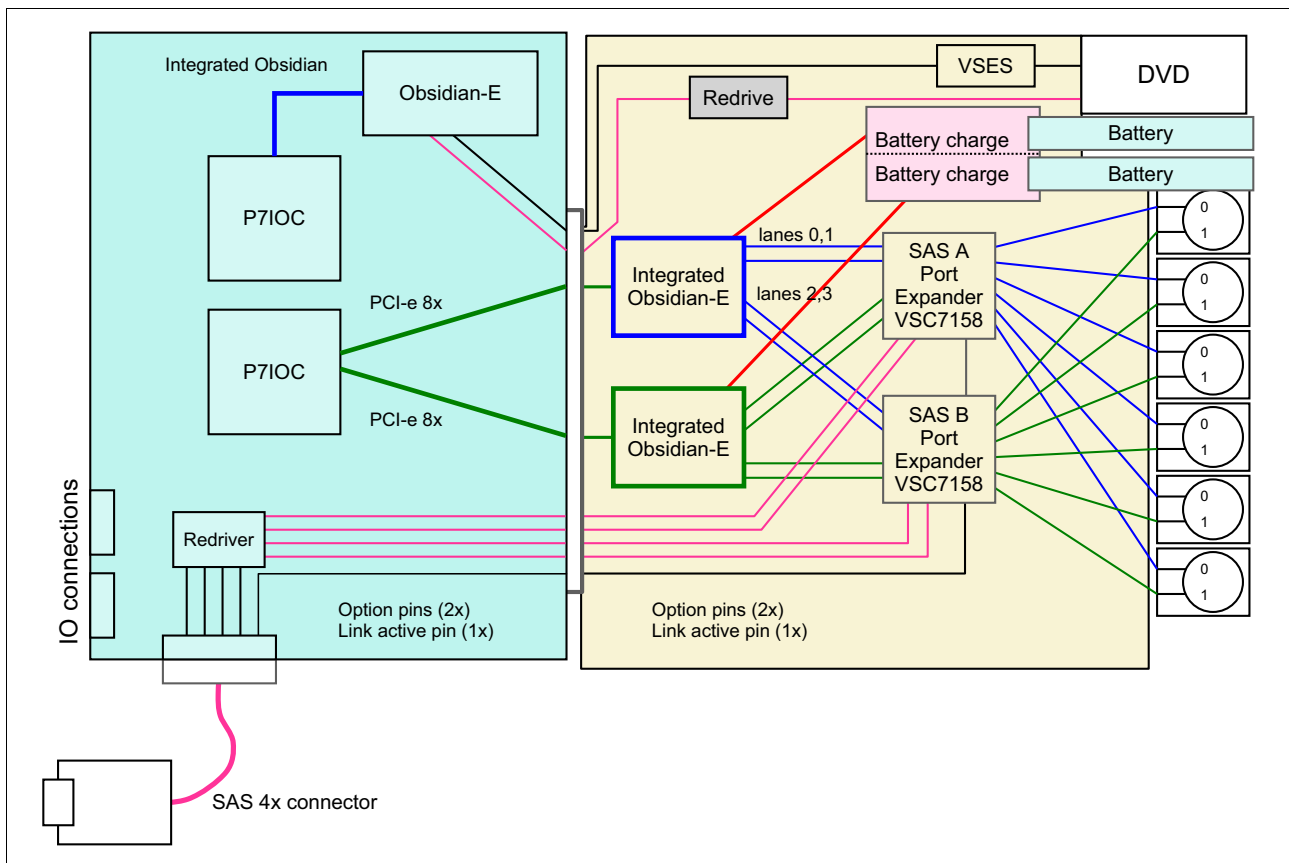 Integrated Obsidian
Obsidian-E
VSES
DVD
Redrive
Battery charge
Battery
Battery charge
Battery
P7IOC
PCI-e 8x
P7IOC
PCI-e 8x
Integrated
Obsidian-E
lanes 0,1
lanes 2,3
SAS A
Port
Expander
VSC7158
Integrated
Obsidian-E
SAS B
Port
Expander
VSC7158
0
1
0
1
0
1
0
1
0
1
0
1
IO connections
Redriver
Option pins (2x)
Link active pin (1x)
Option pins (2x)
Link active pin (1x)
SAS 4x connector